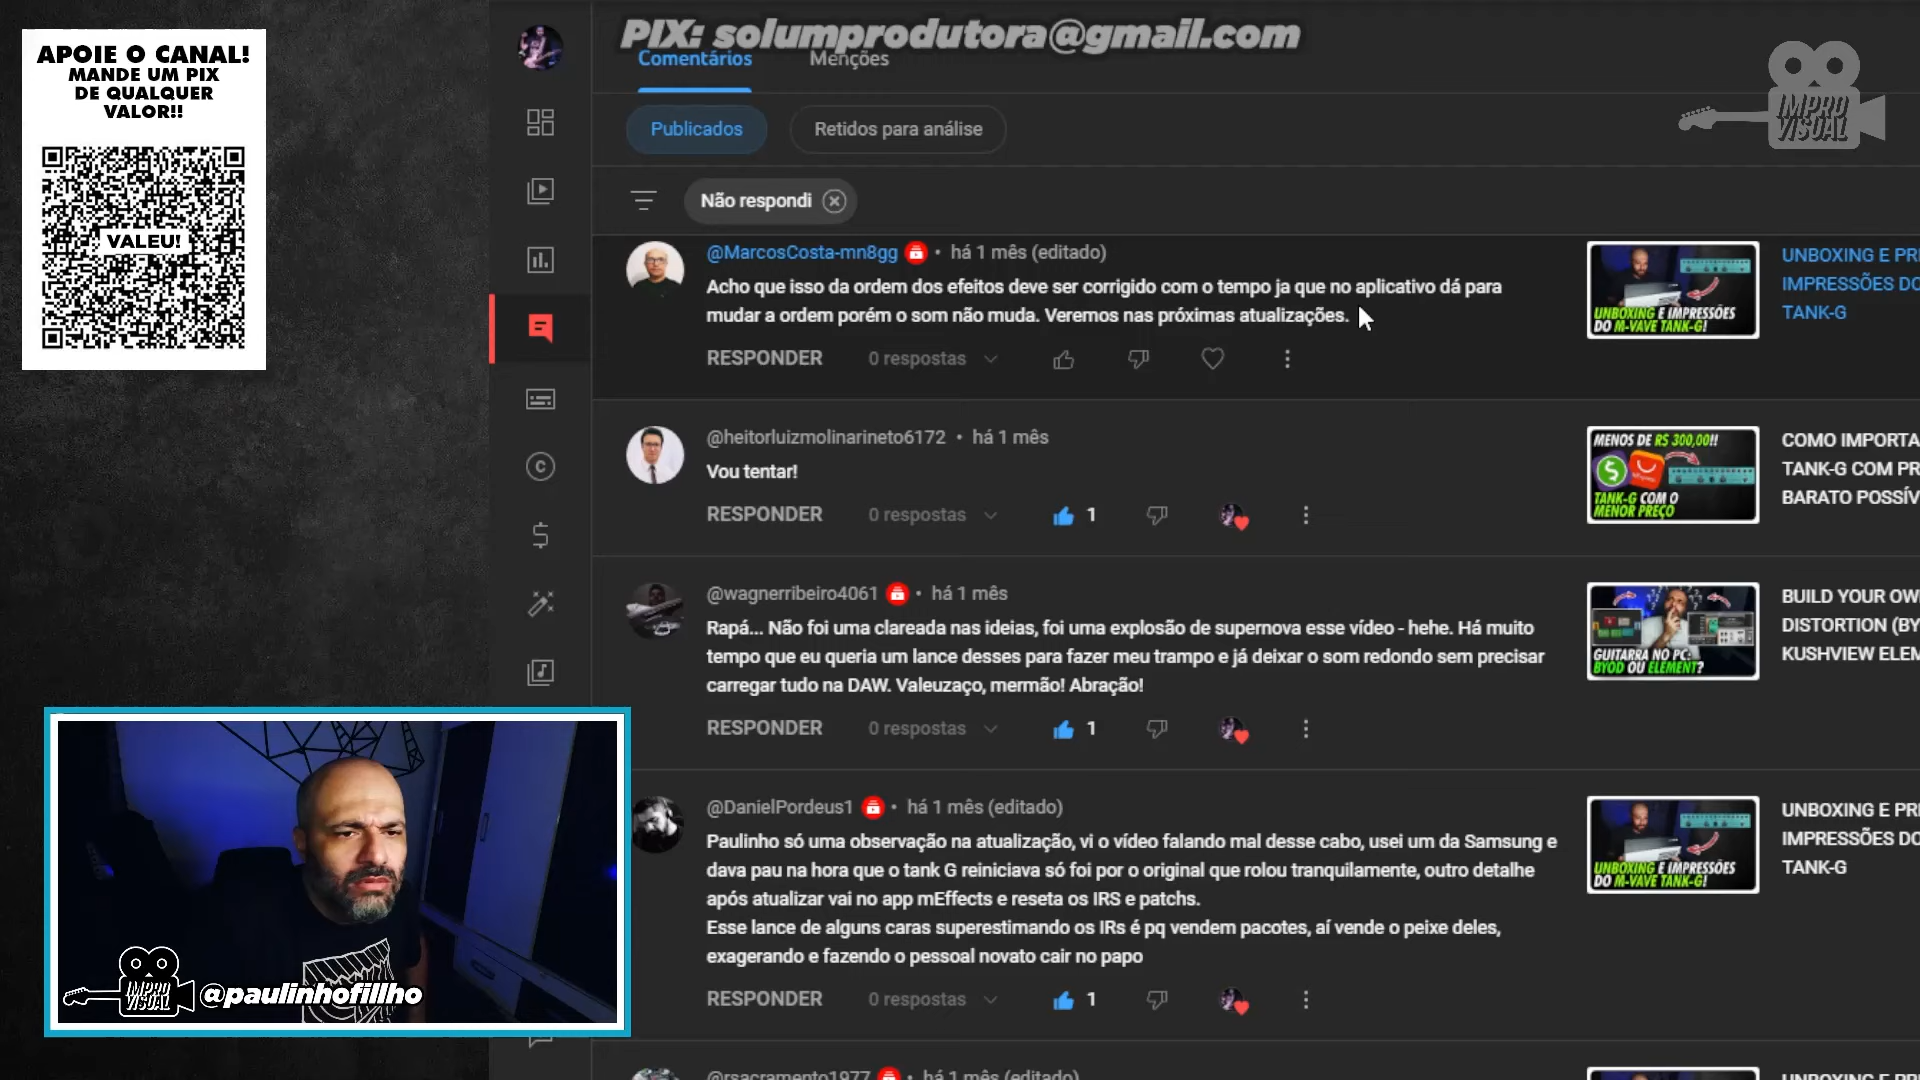 APOIE O CANAL!
MANDE UM PIX
DE QUALQUER
VALOR!!
VALEU!
PIX: solumprodutora@gmail.com
Comentários
Menções
IMPRO
VISUAL
Publicados
Retidos para análise
Não respondi
@MarcosCosta-mn8gg • há 1 mês (editado)
Acho que isso da ordem dos efeitos deve ser corrigido com o tempo ja que no aplicativo dá para
mudar a ordem porém o som não muda. Veremos nas próximas atualizações.
RESPONDER
0 respostas
UNBOXING E IMPRESSÕES
DO M-VAVE TANK-G!
UNBOXING E PRI
IMPRESSÕES DO
TANK-G
@heitorluizmolinarineto6172 • há 1 mês
Vou tentar!
RESPONDER
0 respostas
1
MENOS DE R$ 300,00!!
TANK-G COM O
MENOR PREÇO
COMO IMPORTA
TANK-G COM PR
BARATO POSSÍV
@wagnerribeiro4061 • há 1 mês
Rapá... Não foi uma clareada nas ideias, foi uma explosão de supernova esse vídeo - hehe. Há muito
tempo que eu queria um lance desses para fazer meu trampo e já deixar o som redondo sem precisar
carregar tudo na DAW. Valeuzaço, mermão! Abração!
RESPONDER
0 respostas
1
GUITARRA NO PC:
BYOD OU ELEMENT?
BUILD YOUR OWN
DISTORTION (BY
KUSHVIEW ELEM
@DanielPordeus1 • há 1 mês (editado)
Paulinho só uma observação na atualização, vi o vídeo falando mal desse cabo, usei um da Samsung e
dava pau na hora que o tank G reiniciava só foi por o original que rolou tranquilamente, outro detalhe
após atualizar vai no app mEffects e reseta os IRS e patchs.
Esse lance de alguns caras superestimando os IRs é pq vendem pacotes, aí vende o peixe deles,
exagerando e fazendo o pessoal novato cair no papo
RESPONDER
0 respostas
1
UNBOXING E IMPRESSÕES
DO M-VAVE TANK-G!
UNBOXING E PRI
IMPRESSÕES DO
TANK-G
IMPRO
VISUAL
@paulinhofillho
@rsacramento1977 • há 1 mês (editado)